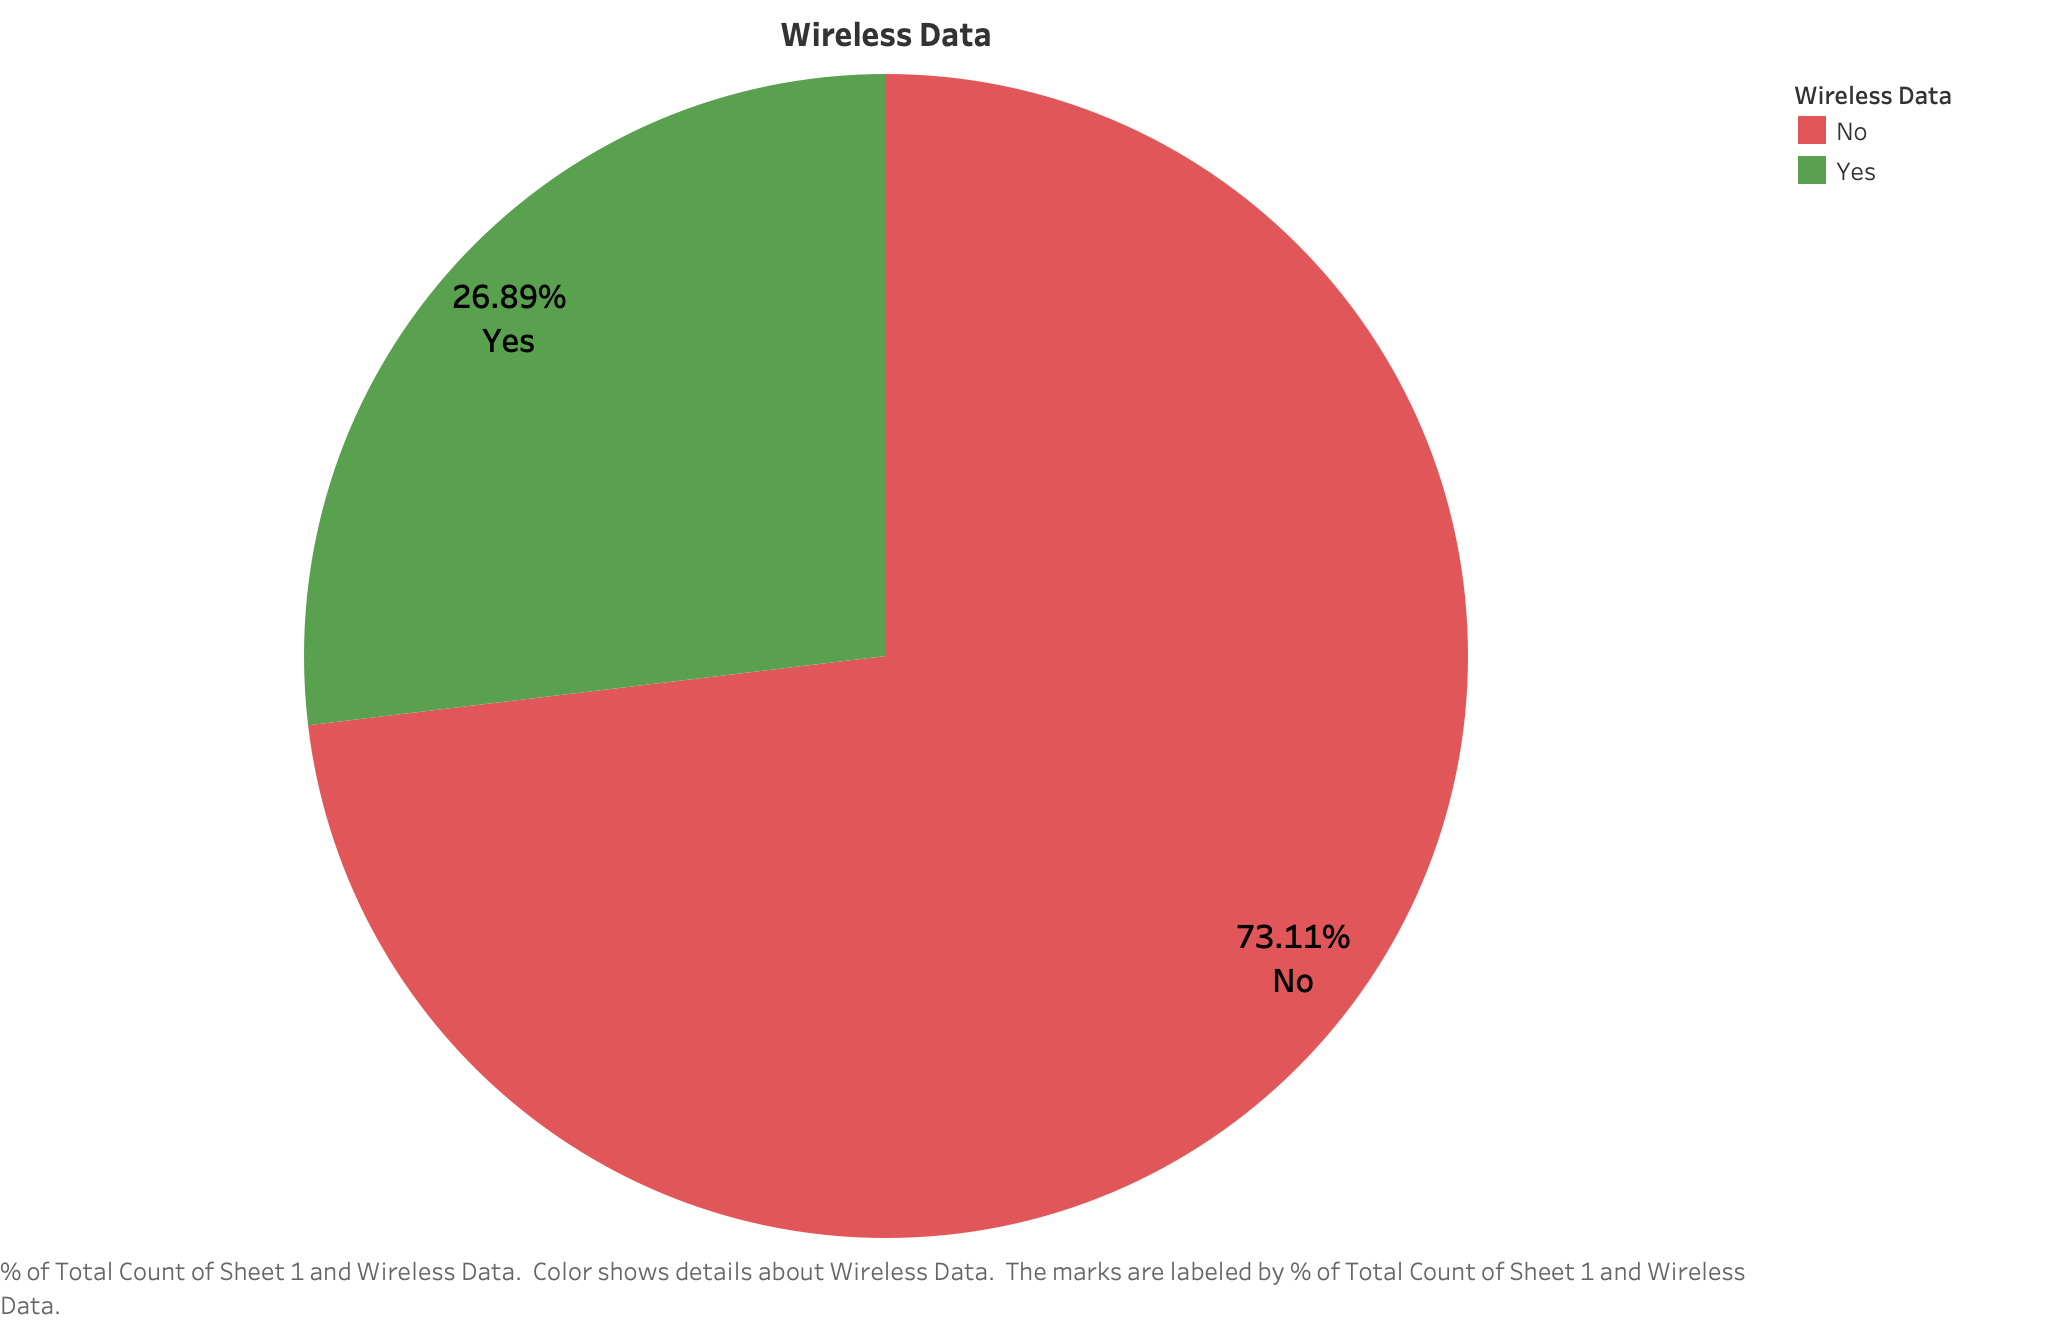 Wireless Data
Wireless Data
No
Yes
26.89%
Yes
73.11%
No
% of Total Count of Sheet 1 and Wireless Data.  Color shows details about Wireless Data.  The marks are labeled by % of Total Count of Sheet 1 and Wireless
Data.